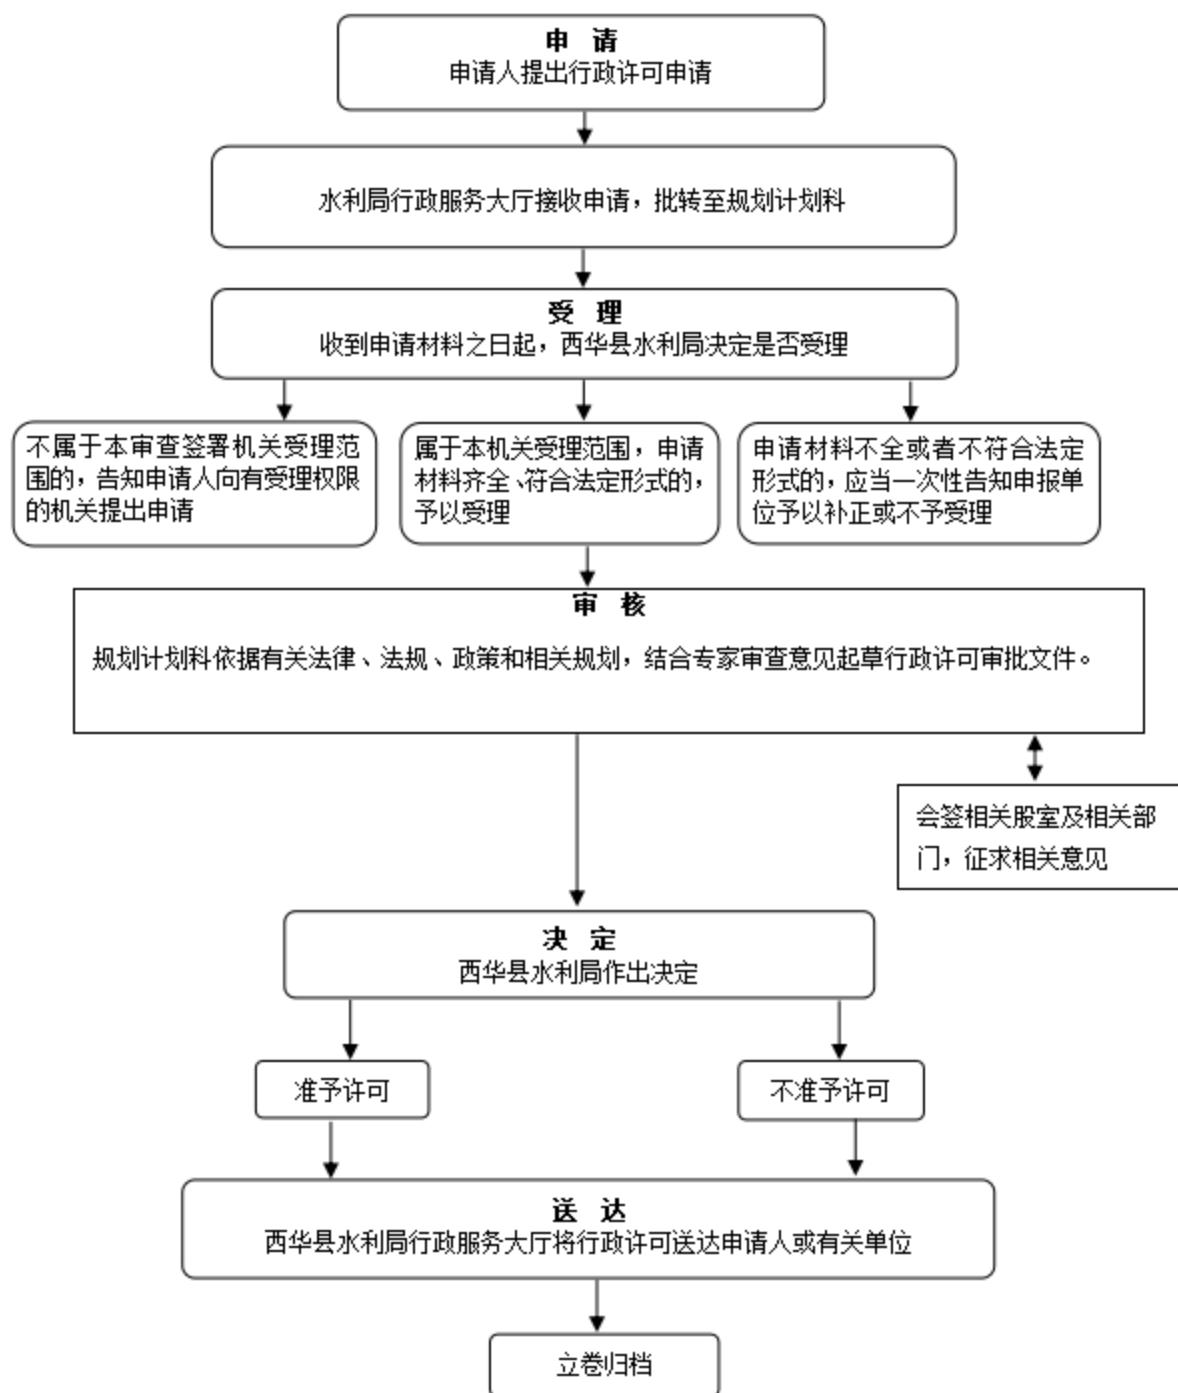 申 请
申请人提出行政许可申请
水利局行政服务大厅接收申请，批转至规划计划科
受 理
收到申请材料之日起，西华县水利局决定是否受理
不属于本审查签署机关受理范
围的，告知申请人向有受理权限
的机关提出申请
属于本机关受理范围，申请
材料齐全、符合法定形式的，
予以受理
申请材料不全或者不符合法定
形式的，应当一次性告知申报单
位予以补正或不予受理
审 核
规划计划科依据有关法律、法规、政策和相关规划，结合专家审查意见起草行政许可审批文件。
会签相关股室及相关部
门，征求相关意见
决 定
西华县水利局作出决定
准予许可
不准予许可
送 达
西华县水利局行政服务大厅将行政许可送达申请人或有关单位
立卷归档